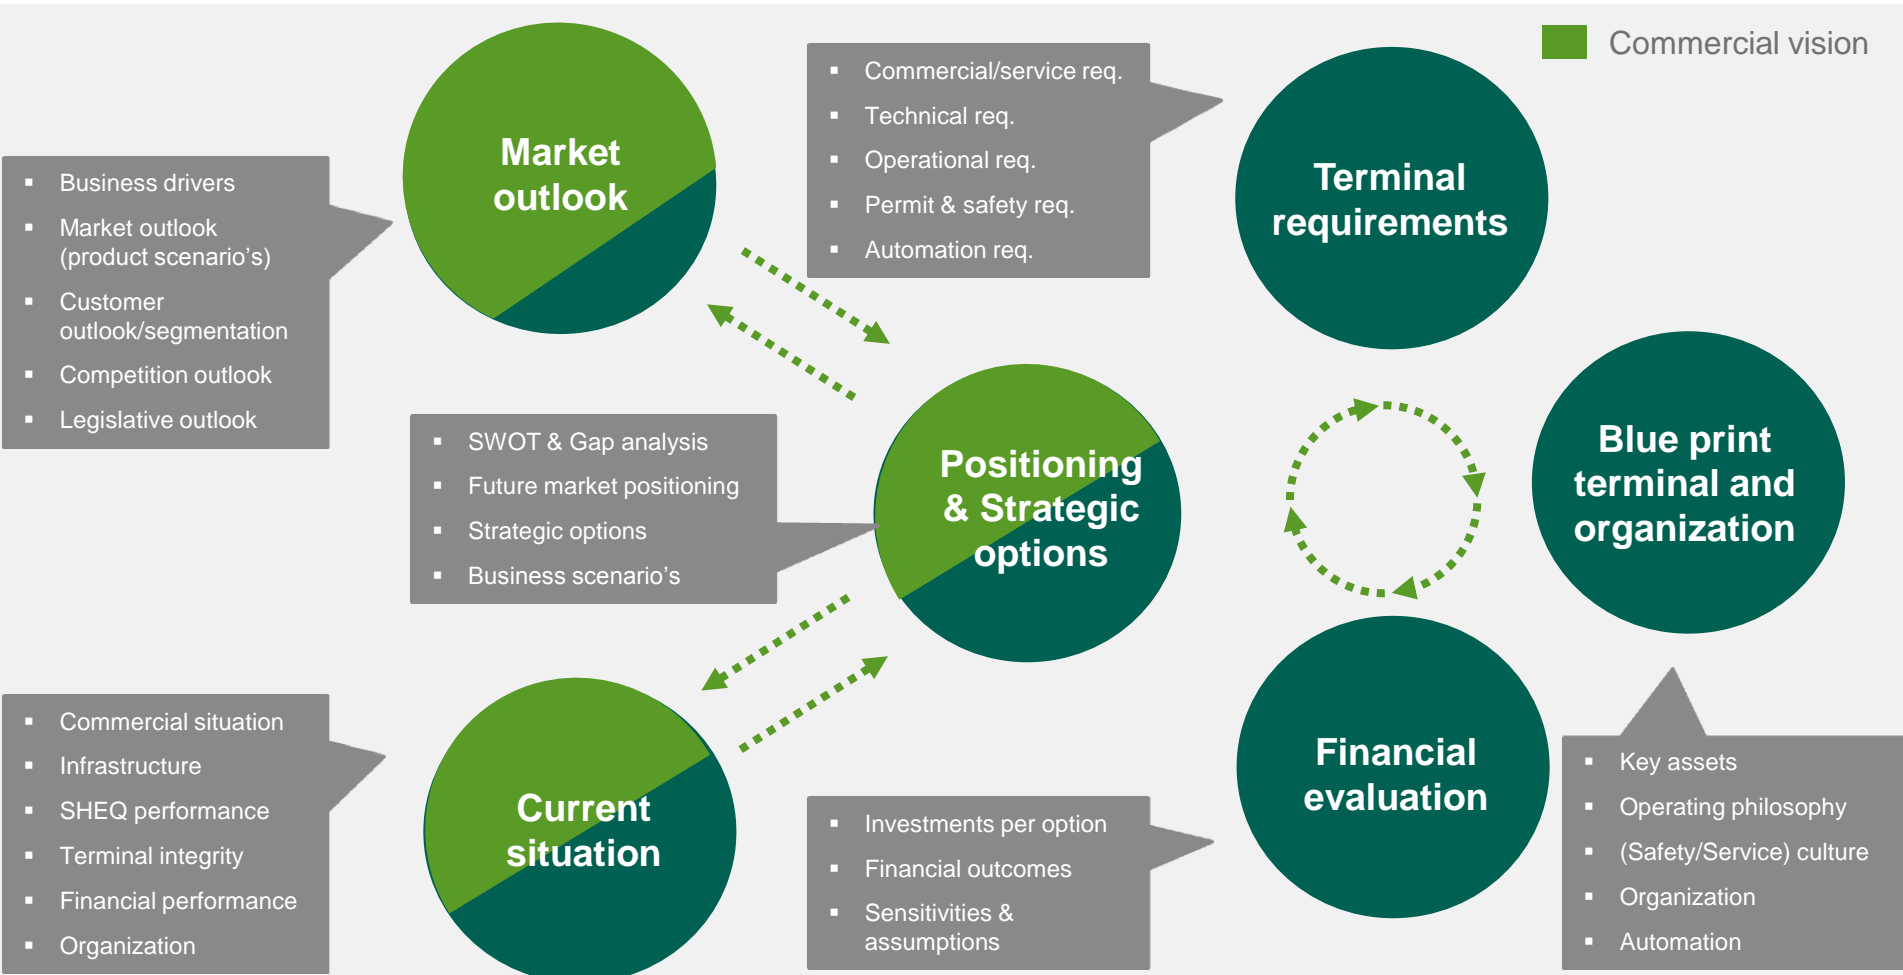 Commercial vision
Market
outlook
Business drivers
Market outlook
(product scenario's)
Customer
outlook/segmentation
Competition outlook
Legislative outlook
Commercial/service req.
Technical req.
Operational req.
Permit & safety req.
Automation req.
Terminal
requirements
SWOT & Gap analysis
Future market positioning
Strategic options
Business scenario's
Positioning
& Strategic
options
Blue print
terminal and
organization
Commercial situation
Infrastructure
SHEQ performance
Terminal integrity
Financial performance
Organization
Current
situation
Investments per option
Financial outcomes
Sensitivities &
assumptions
Financial
evaluation
Key assets
Operating philosophy
(Safety/Service) culture
Organization
Automation